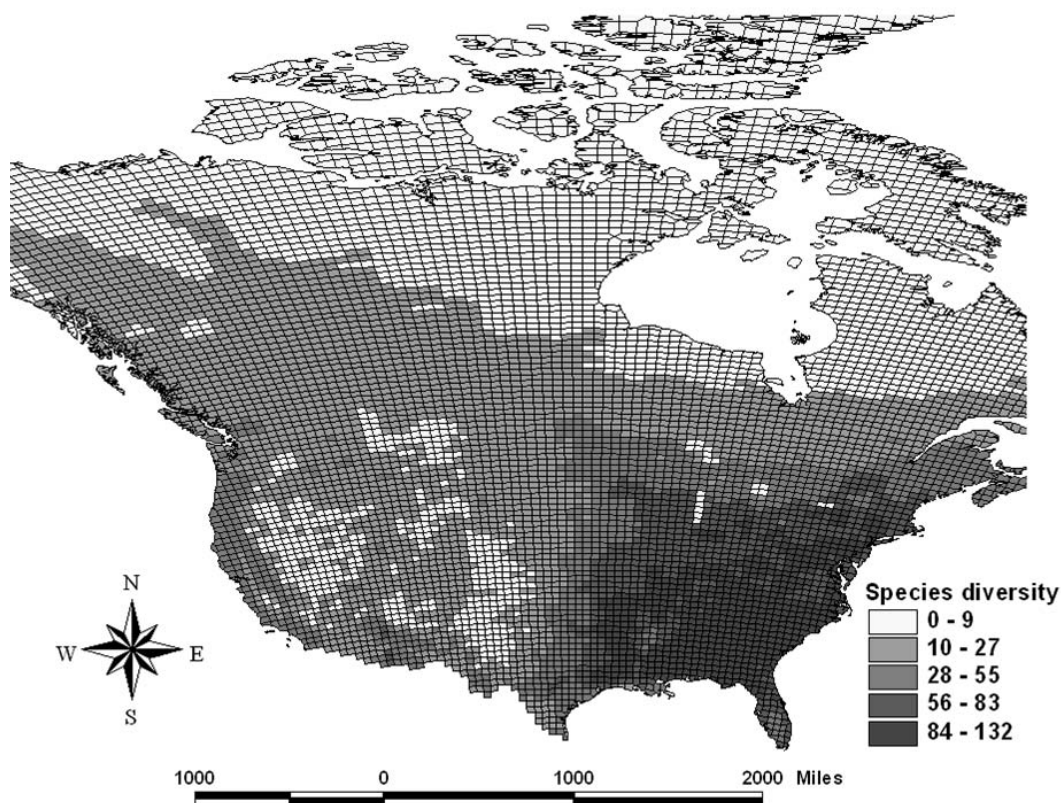 N
W E
S
Species diversity
0 - 9
10 - 27
28 - 55
56 - 83
84 - 132
1000 0 1000 2000 Miles